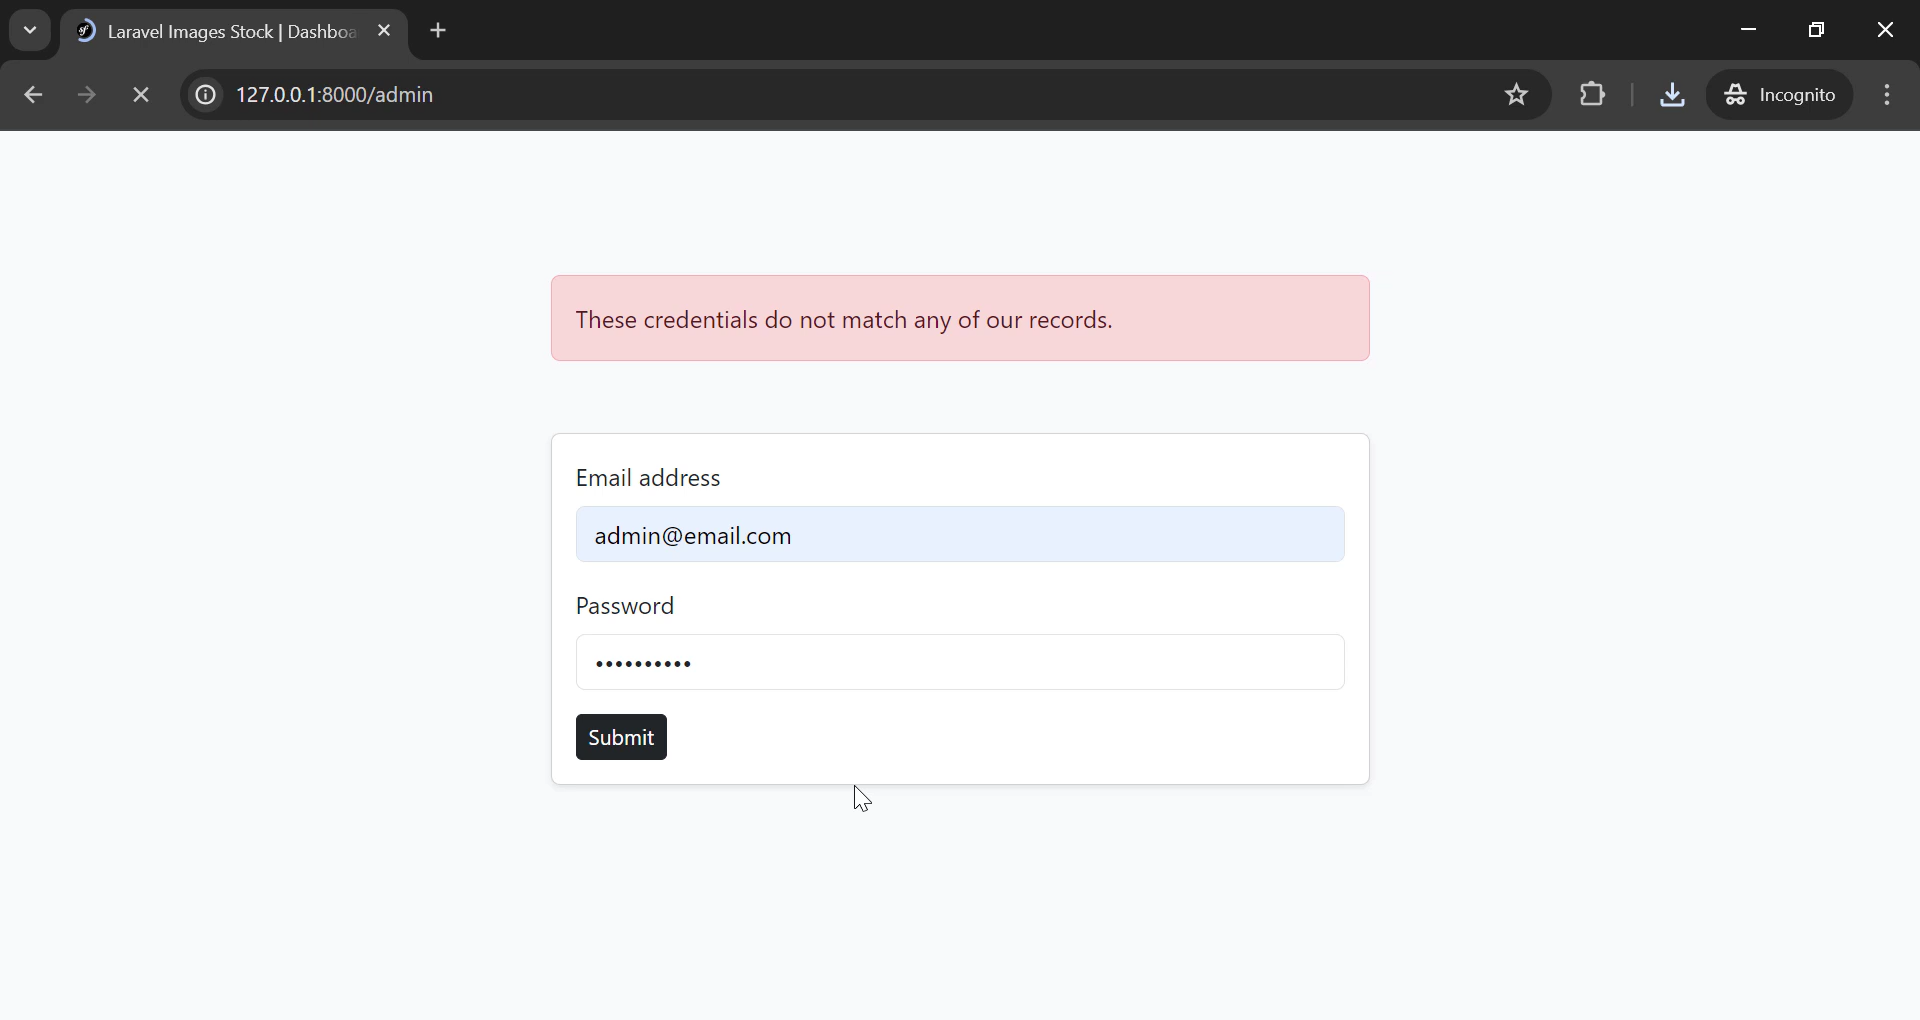 Laravel Images Stock | Dashboa
127.0.0.1:8000/admin
Incognito
These credentials do not match any of our records.
Email address
admin@email.com
Password
••••••••••
Submit